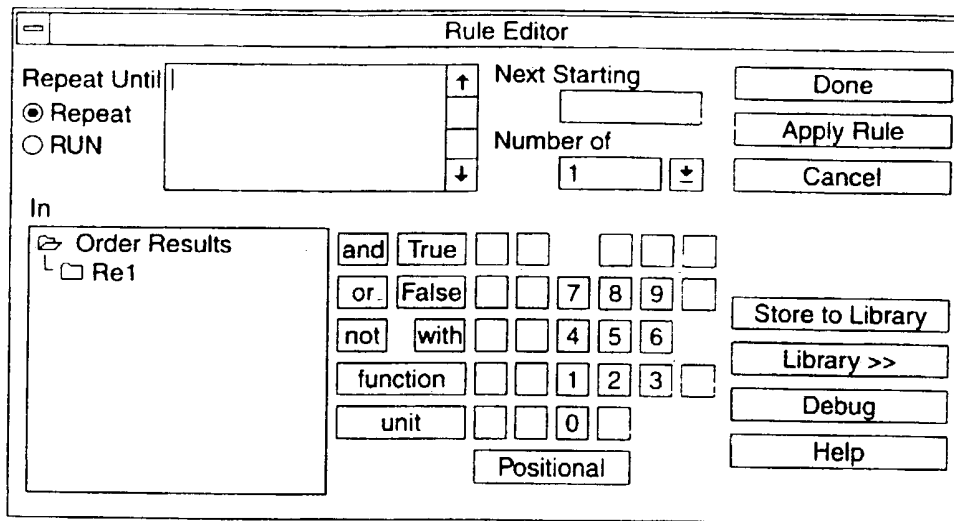 Rule Editor
Repeat Until
Repeat
RUN
Next Starting
Number of
1
Done
Apply Rule
Cancel
In
Order Results
Re1
and True
or False 7 8 9
not with 4 5 6
function 1 2 3
unit 0
Positional
Store to Library
Library >>
Debug
Help